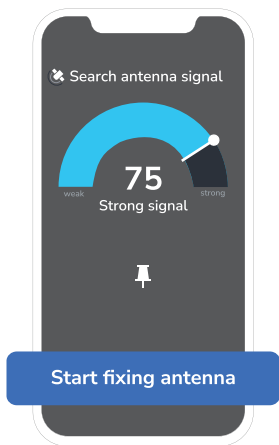 Search antenna signal
75
weak
strong
Strong signal
Start fixing antenna